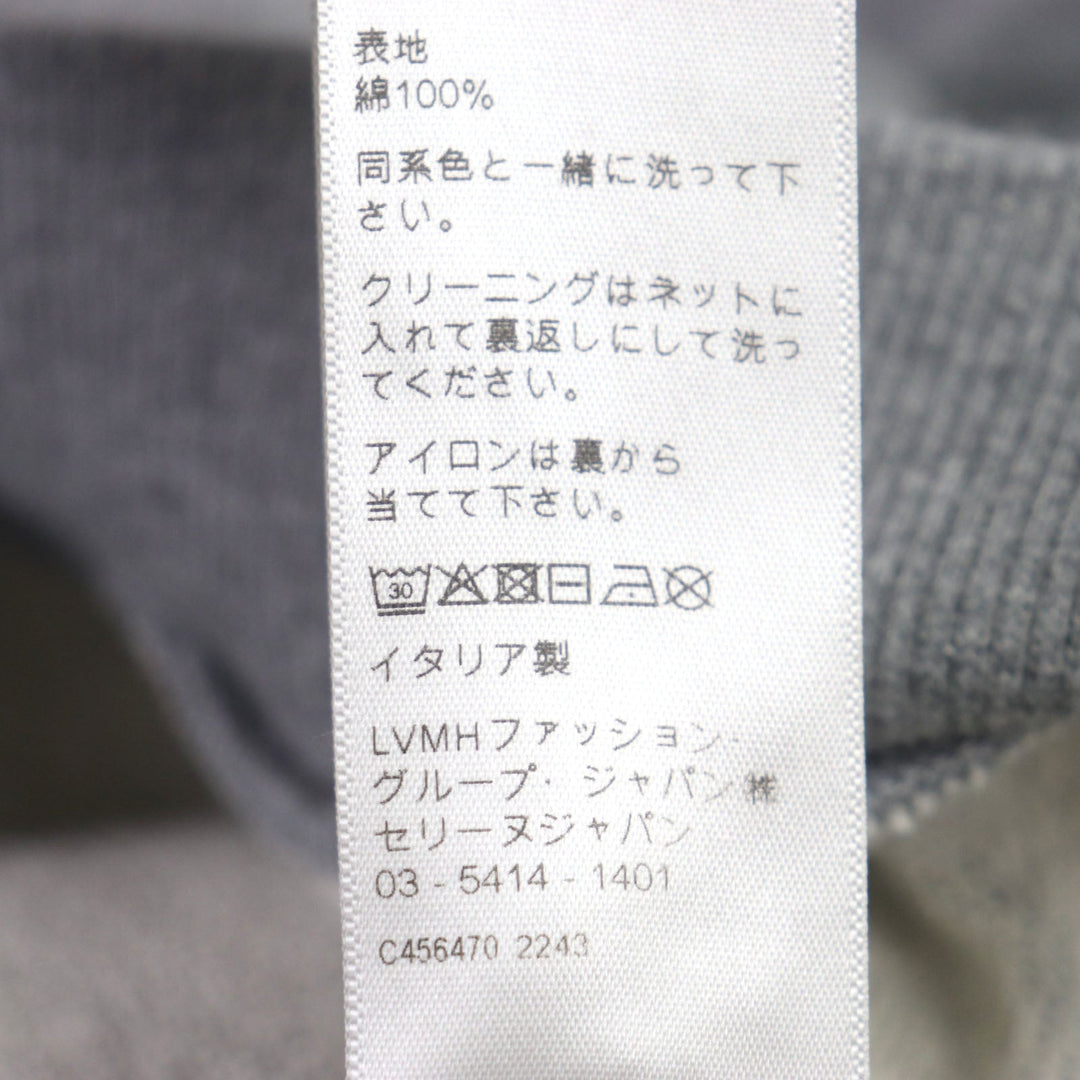 表地
綿100%
同系色と一緒に洗って下
さい。
クリーニングはネットに
入れて裏返しにして洗っ
てください。
アイロンは裏から
当てて下さい。
30
イタリア製
LVMHファッション・
グループ・ジャパン㈱
セリーヌジャパン
03 - 5414 - 1401
C456470 2243